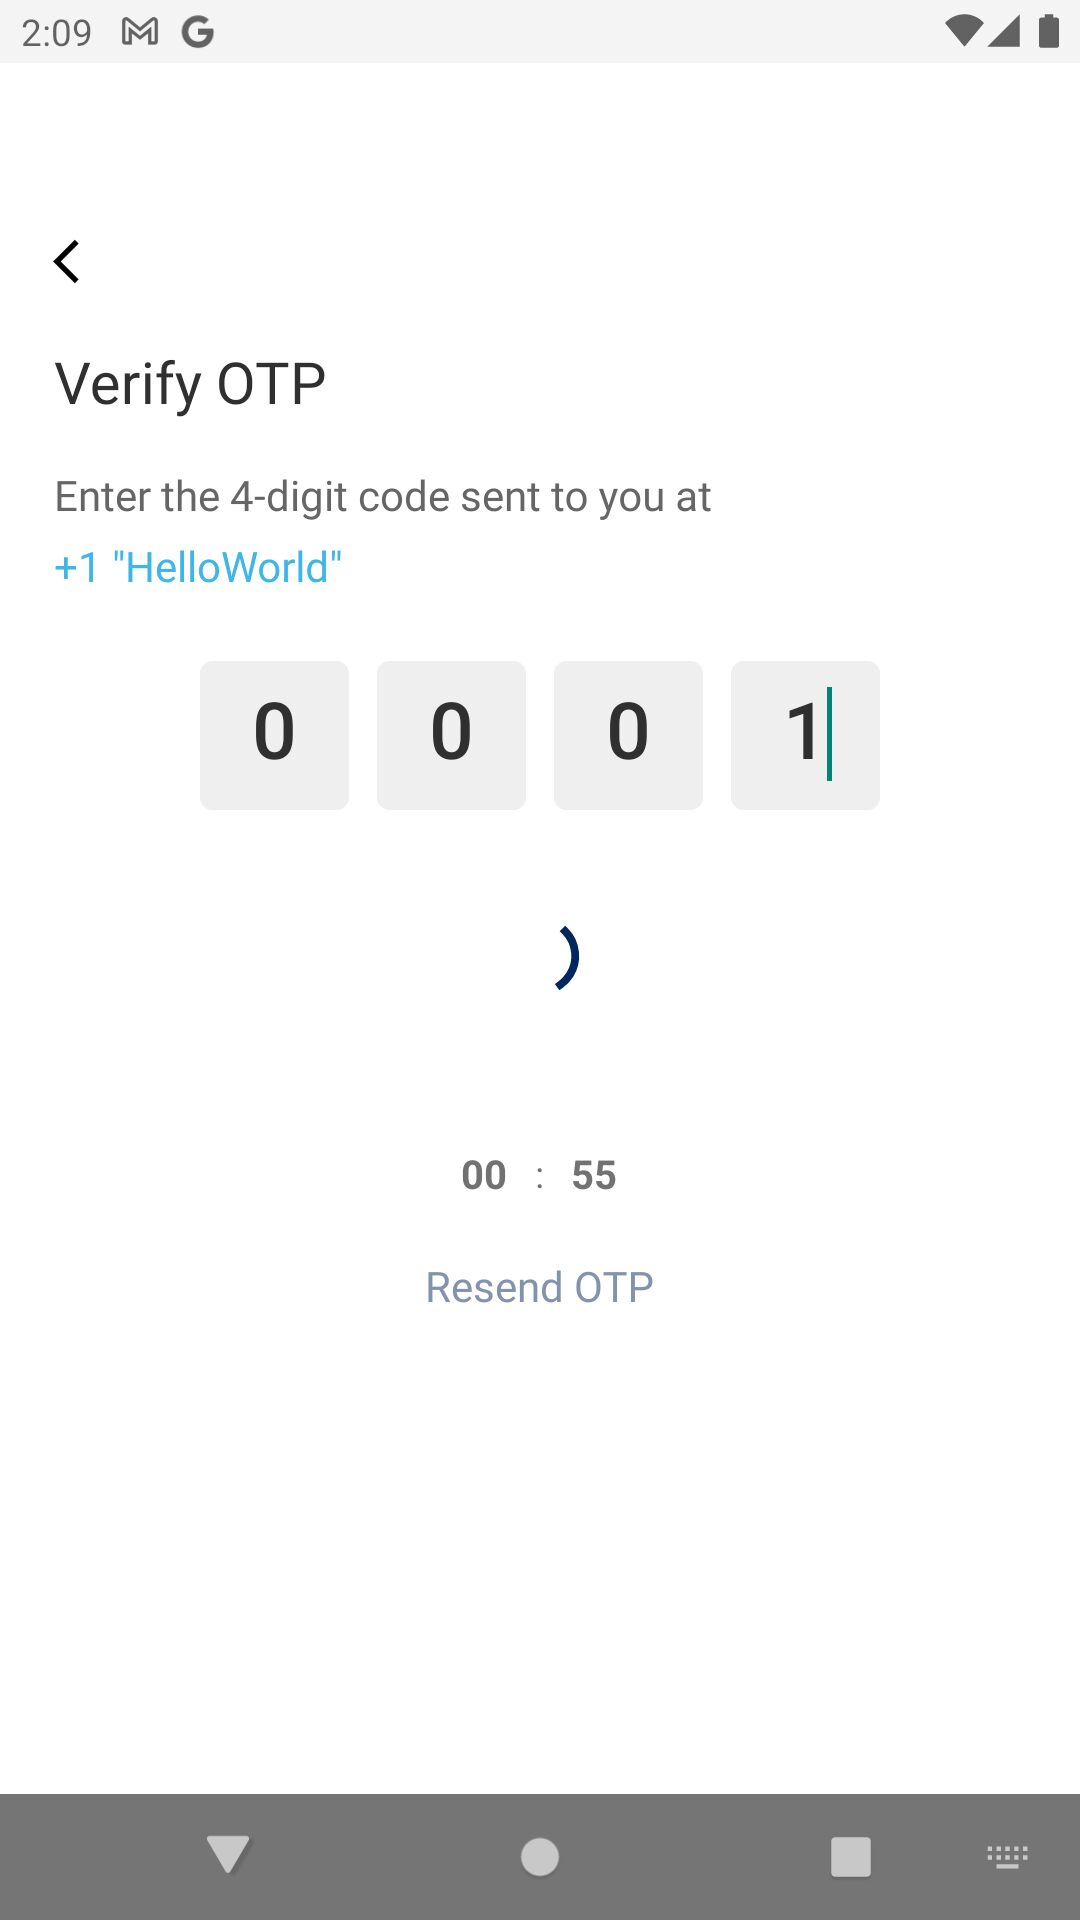 2:09
Verify OTP
Enter the 4-digit code sent to you at
+1 "HelloWorld"
0 0 0 1
00 : 55
Resend OTP